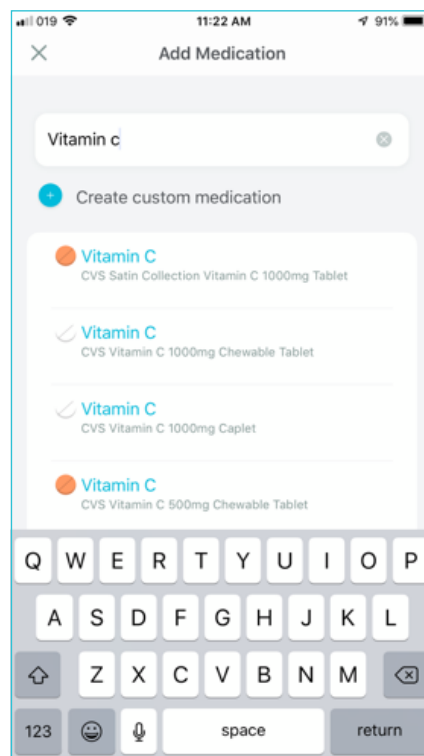 019 11:22 AM 91%
Add Medication
Vitamin c
+ Create custom medication
Vitamin C
CVS Satin Collection Vitamin C 1000mg Tablet
Vitamin C
CVS Vitamin C 1000mg Chewable Tablet
Vitamin C
CVS Vitamin C 1000mg Caplet
Vitamin C
CVS Vitamin C 500mg Chewable Tablet
Q W E R T Y U I O P
A S D F G H J K L
Z X C V B N M
123 space return